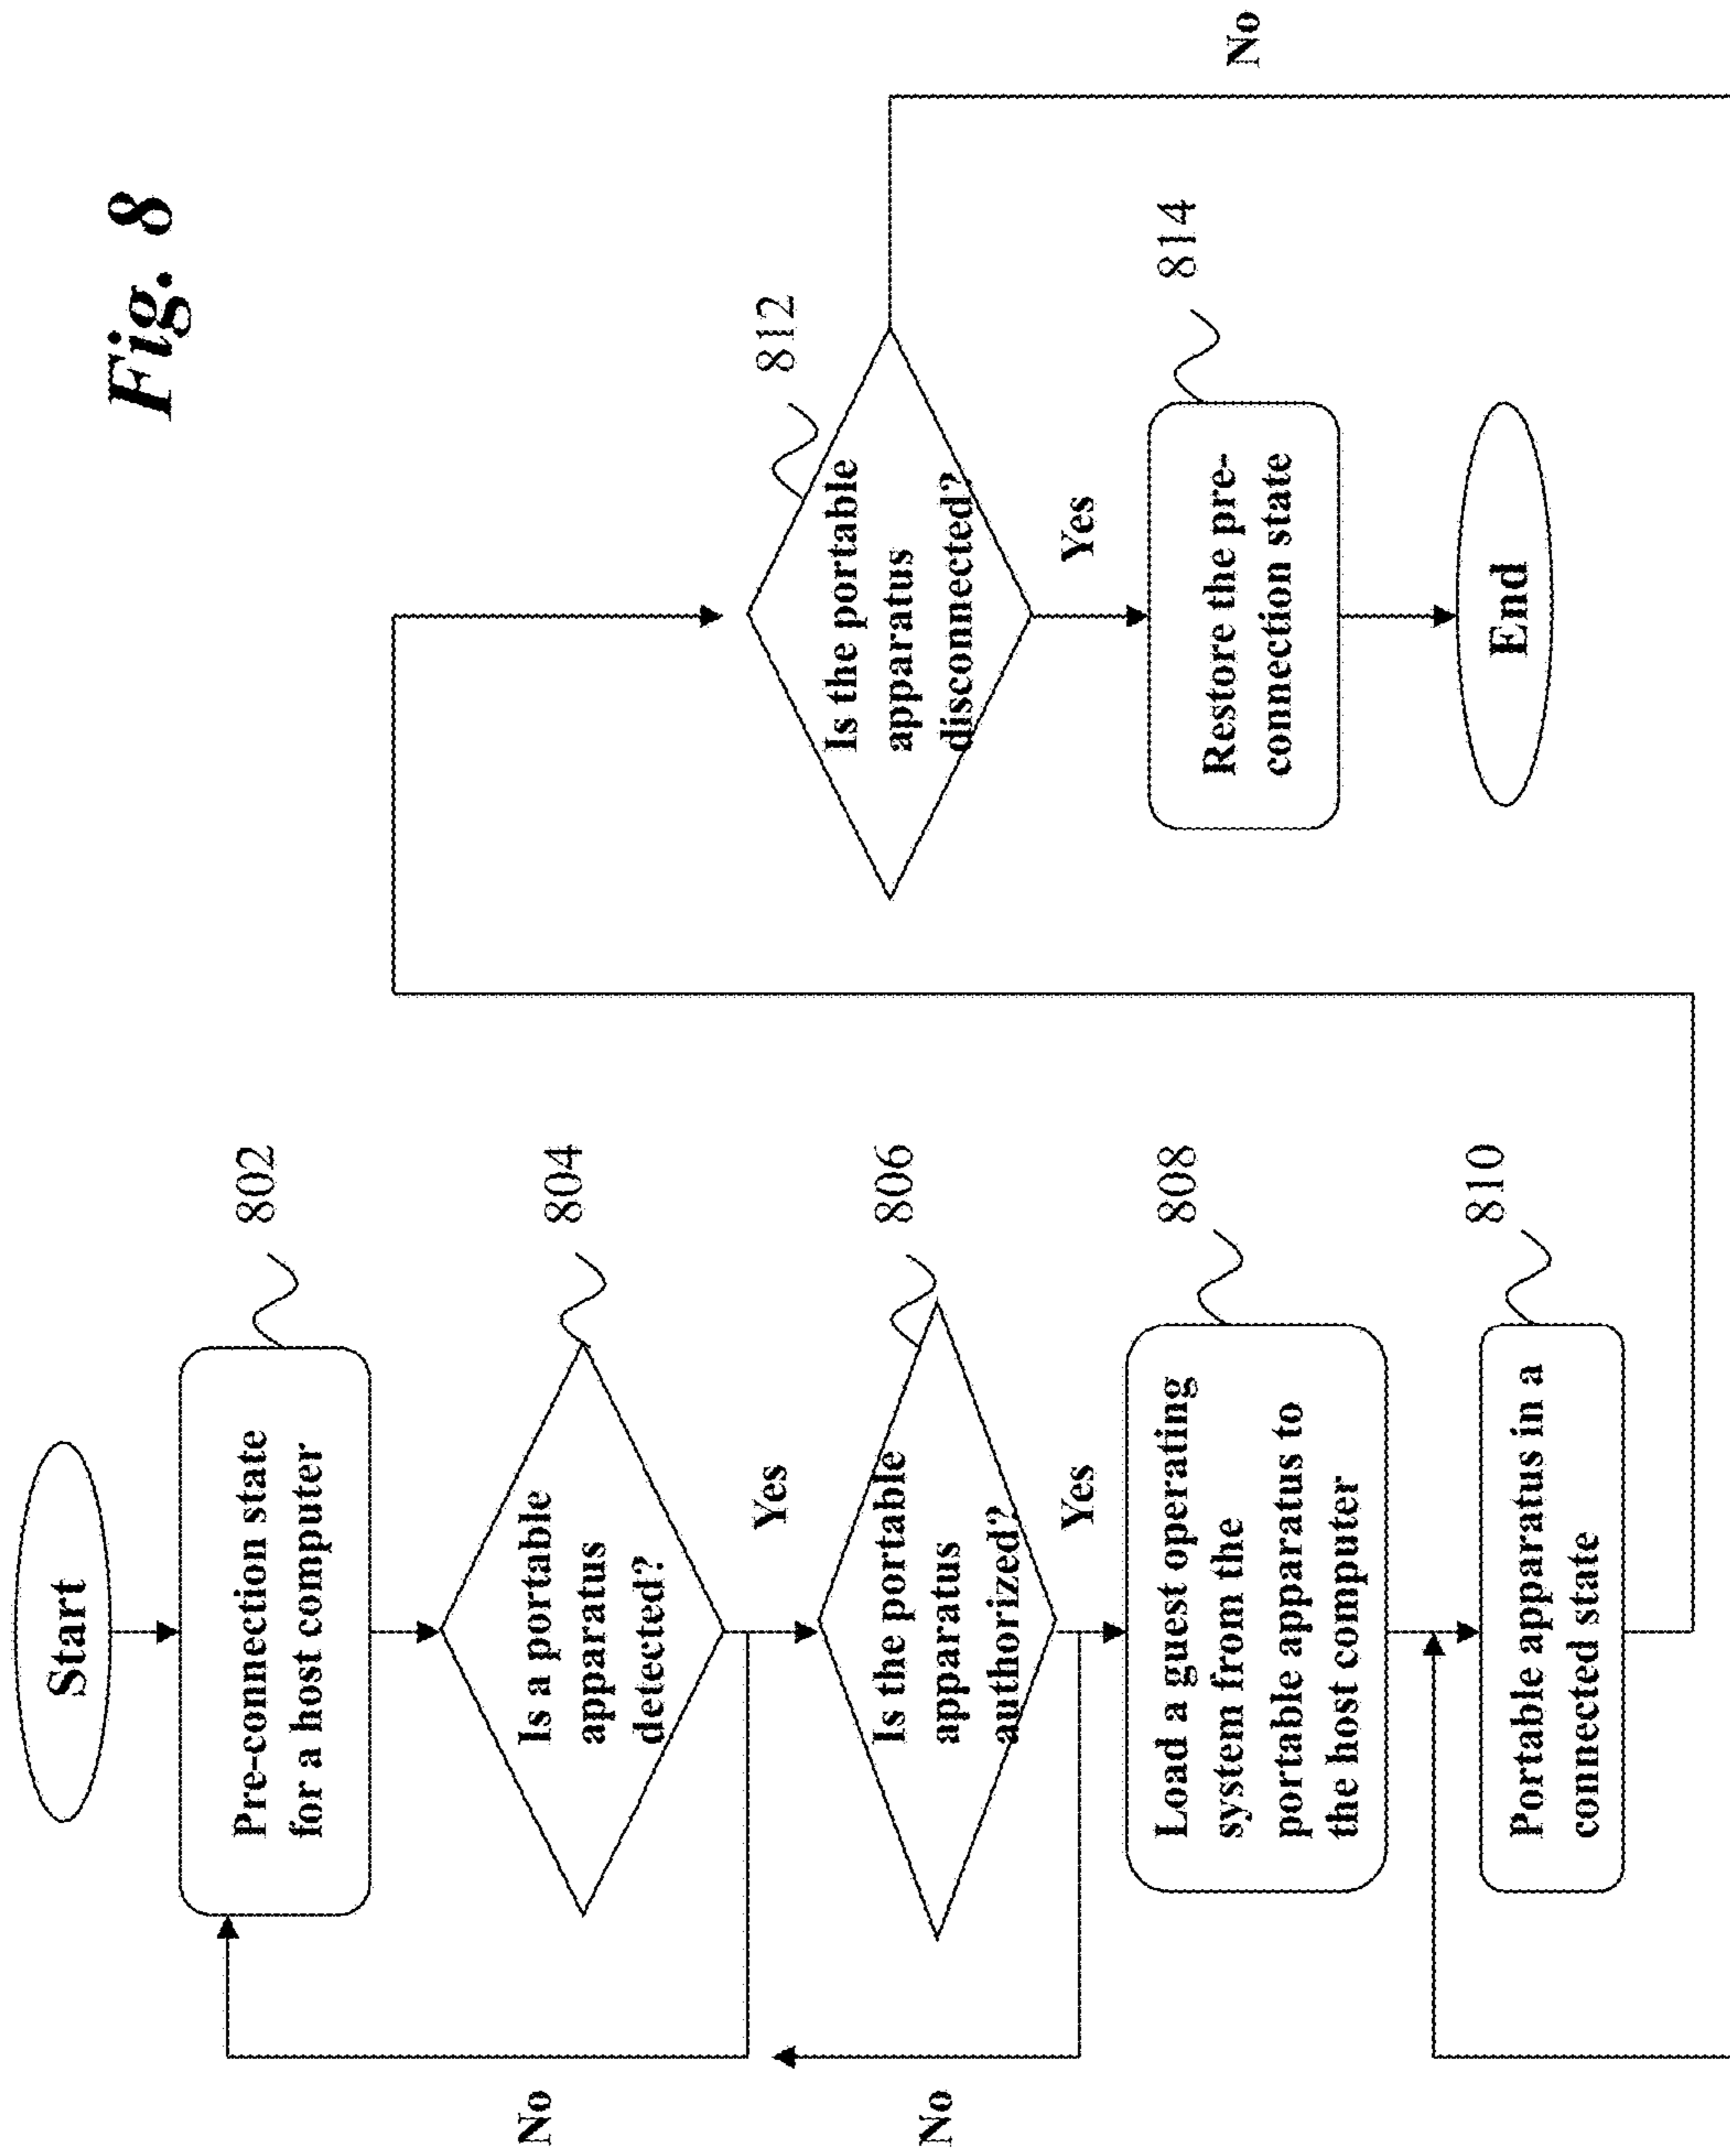 Fig. 8
Start
Pre-connection state
for a host computer
802
Is a portable
apparatus
detected?
804
No
Yes
Is the portable
apparatus
authorized?
806
No
Yes
Load a guest operating
system from the
portable apparatus to
the host computer
808
Portable apparatus in a
connected state
810
Is the portable
apparatus
disconnected?
812
No
Yes
Restore the pre-
connection state
814
End